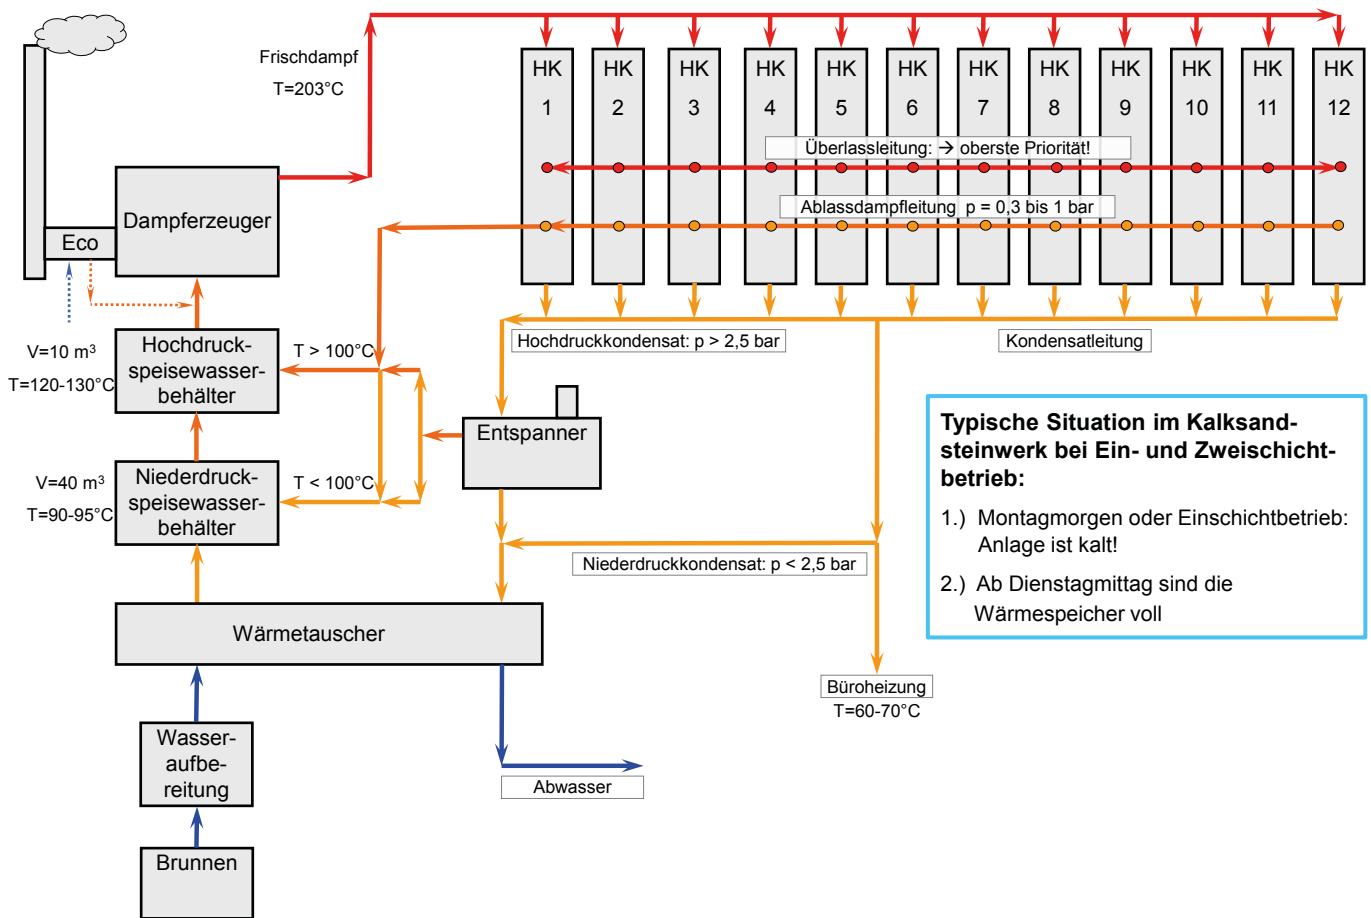 Frischdampf
T=203°C
HK
1
HK
2
HK
3
HK
4
HK
5
HK
6
HK
7
HK
8
HK
9
HK
10
HK
11
HK
12
Überlassleitung: → oberste Priorität!
Ablassdampfleitung p = 0,3 bis 1 bar
Dampferzeuger
Eco
V=10 m³
T=120-130°C
Hochdruck-
speisewasser-
behälter
T > 100°C
Hochdruckkondensat: p > 2,5 bar
Kondensatleitung
Entspanner
V=40 m³
T=90-95°C
Niederdruck-
speisewasser-
behälter
T < 100°C
Niederdruckkondensat: p < 2,5 bar
Typische Situation im Kalksand-
steinwerk bei Ein- und Zweischicht-
betrieb:
1.) Montagmorgen oder Einschichtbetrieb:
Anlage ist kalt!
2.) Ab Dienstagmittag sind die
Wärmespeicher voll
Wärmetauscher
Büroheizung
T=60-70°C
Wasser-
aufbe-
reitung
Abwasser
Brunnen